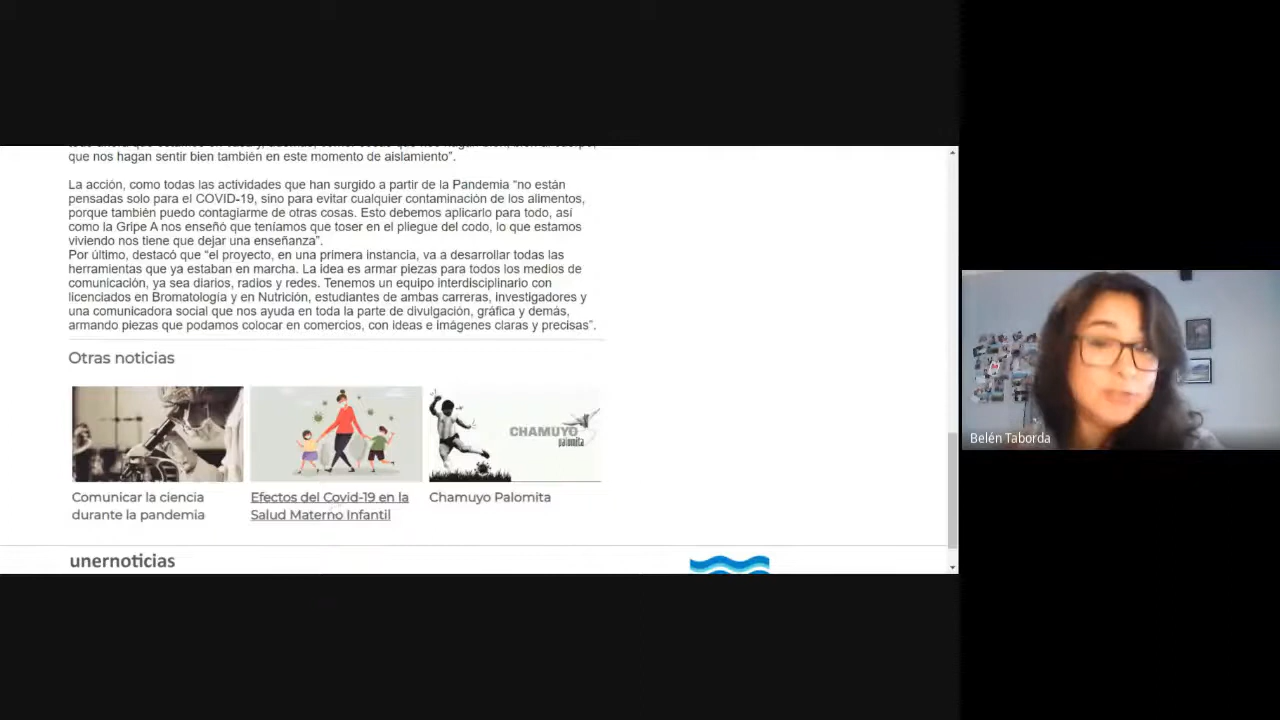 que nos hagan sentir bien también en este momento de aislamiento”.
La acción, como todas las actividades que han surgido a partir de la Pandemia “no están
pensadas solo para el COVID-19, sino para evitar cualquier contaminación de los alimentos,
porque también puedo contagiarme de otras cosas. Esto debemos aplicarlo para todo, así
como la Gripe A nos enseñó que teníamos que toser en el pliegue del codo, lo que estamos
viviendo nos tiene que dejar una enseñanza”.
Por último, destacó que “el proyecto, en una primera instancia, va a desarrollar todas las
herramientas que ya estaban en marcha. La idea es armar piezas para todos los medios de
comunicación, ya sea diarios, radios y redes. Tenemos un equipo interdisciplinario con
licenciados en Bromatología y en Nutrición, estudiantes de ambas carreras, investigadores y
una comunicadora social que nos ayuda en toda la parte de divulgación, gráfica y demás,
armando piezas que podamos colocar en comercios, con ideas e imágenes claras y precisas”.
Otras noticias
CHAMUYO
palomita
Comunicar la ciencia
durante la pandemia
Efectos del Covid-19 en la
Salud Materno Infantil
Chamuyo Palomita
unernoticias
Belén Taborda